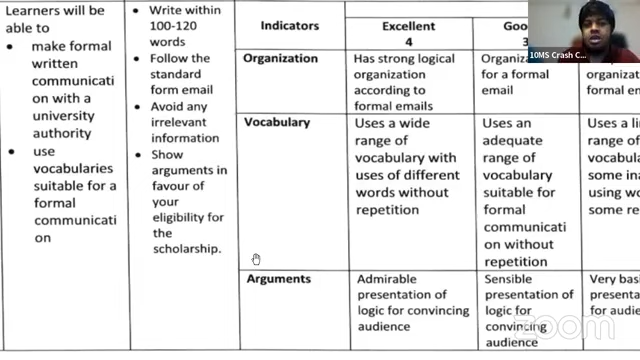 Learners will be
able to
• make formal
written
communicati
on with a
university
authority
• use
vocabularies
suitable for a
formal
communicati
on
• Write within
100-120
words
• Follow the
standard
form email
• Avoid any
irrelevant
information
• Show
arguments in
favour of
your
eligibility for
the
scholarship.
Indicators
Excellent
4
Goo
3
Organization
Has strong logical
organization
according to
formal emails
Organiz
for a formal
email
organizat
formal em
Vocabulary
Uses a wide
range of
vocabulary with
uses of different
words without
repetition
Uses an
adequate
range of
vocabulary
suitable for
formal
communicati
on without
repetition
Uses a li
range of
vocabula
some ina
using wo
some re
Arguments
Admirable
presentation of
logic for convincing
audience
Sensible
presentation of
logic for
convincing
audience
Very basi
presenta
for audie
10MS Crash C...
zoom